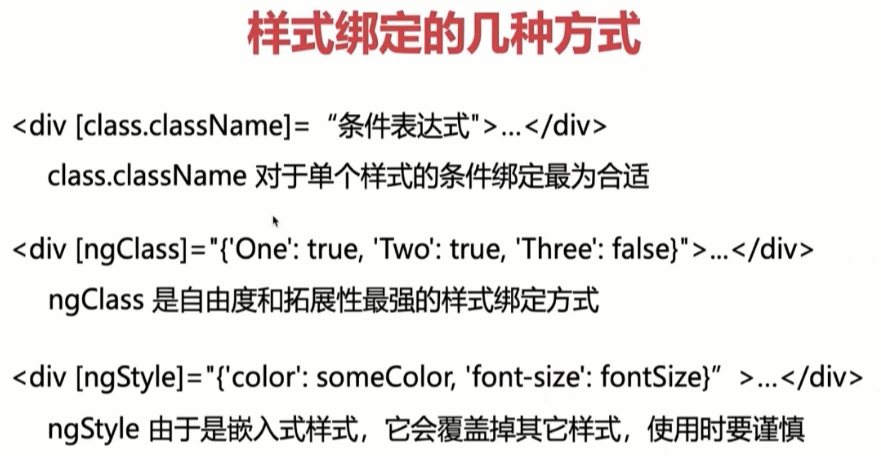 样式绑定的几种方式
<div [class.className]= “条件表达式">...</div>
class.className 对于单个样式的条件绑定最为合适
<div [ngClass]="{'One': true, 'Two': true, 'Three': false}">...</div>
ngClass 是自由度和拓展性最强的样式绑定方式
<div [ngStyle]="{'color': someColor, 'font-size': fontSize}” >...</div>
ngStyle 由于是嵌入式样式，它会覆盖掉其它样式，使用时要谨慎